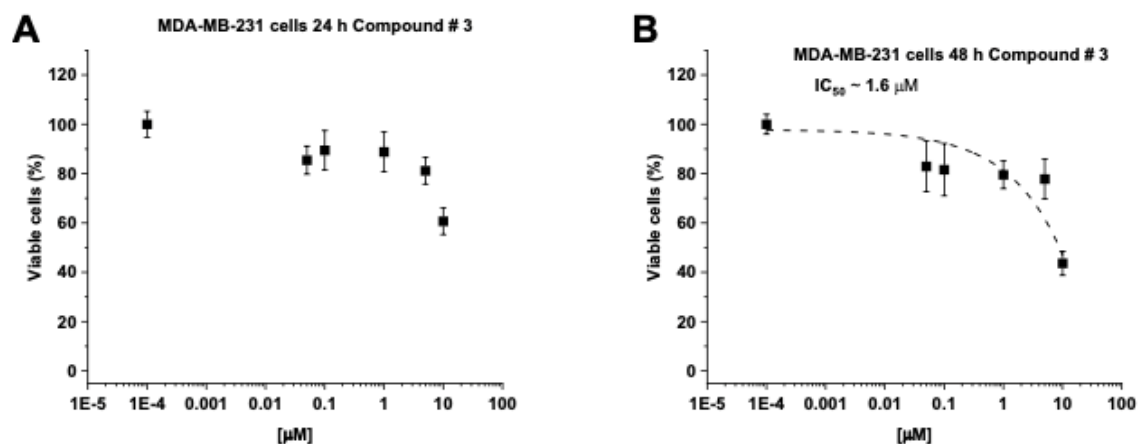 A
MDA-MB-231 cells 24 h Compound # 3
Viable cells (%)
120
100
80
60
40
20
0
1E-5 1E-4 0.001 0.01 0.1 1 10 100
[μM]
B
MDA-MB-231 cells 48 h Compound # 3
IC50 ~ 1.6 μM
Viable cells (%)
120
100
80
60
40
20
0
1E-5 1E-4 0.001 0.01 0.1 1 10 100
[μM]